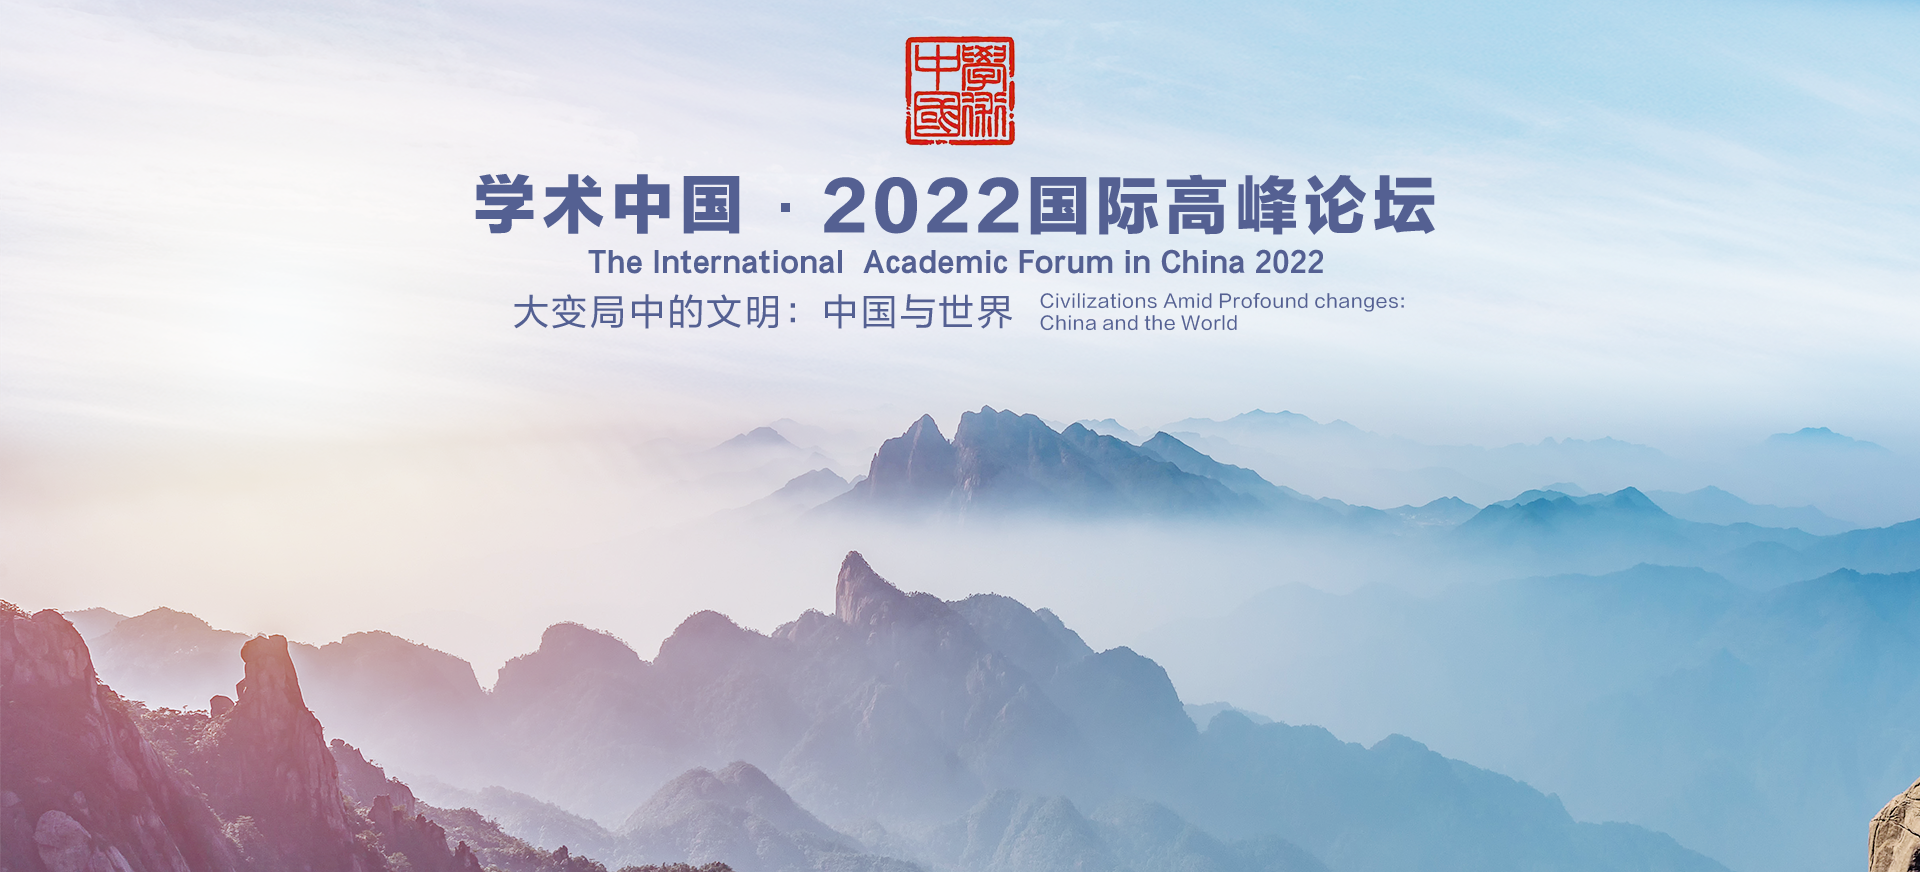 學術中國
学术中国 · 2022国际高峰论坛
The International Academic Forum in China 2022
大变局中的文明：中国与世界
Civilizations Amid Profound changes:
China and the World